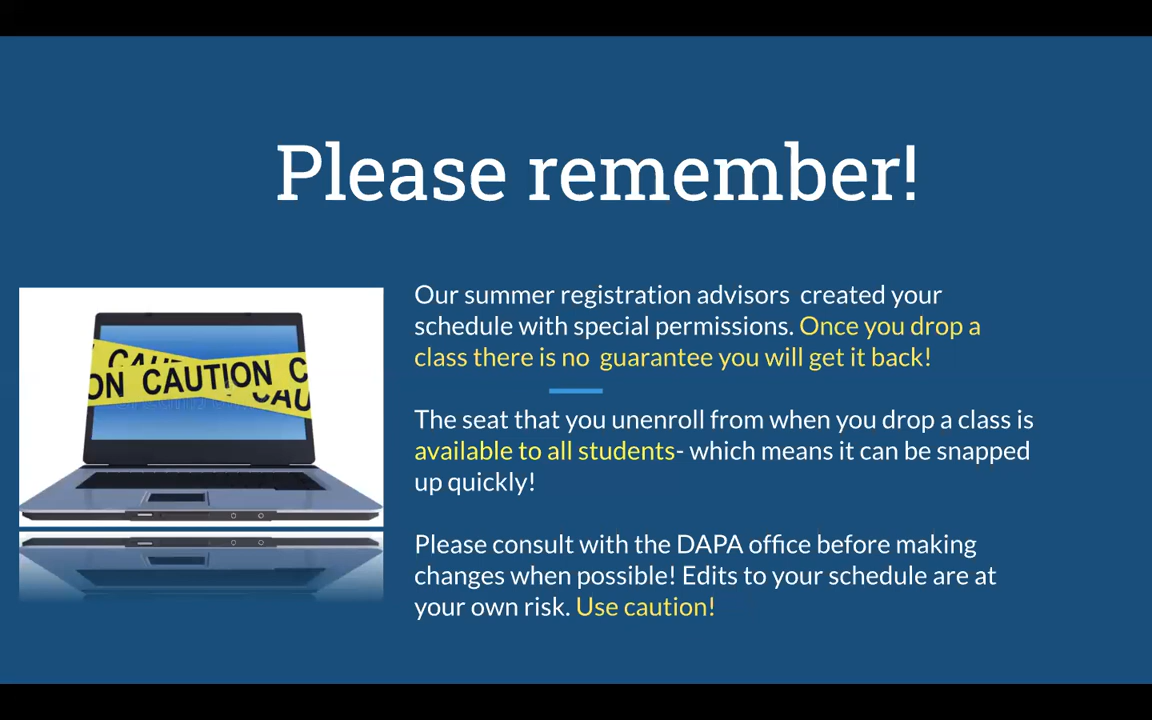 Please remember!
Our summer registration advisors created your
schedule with special permissions. Once you drop a
class there is no guarantee you will get it back!
The seat that you unenroll from when you drop a class is
available to all students- which means it can be snapped
up quickly!
Please consult with the DAPA office before making
changes when possible! Edits to your schedule are at
your own risk. Use caution!
CAU
ON CAUTION C
CAU